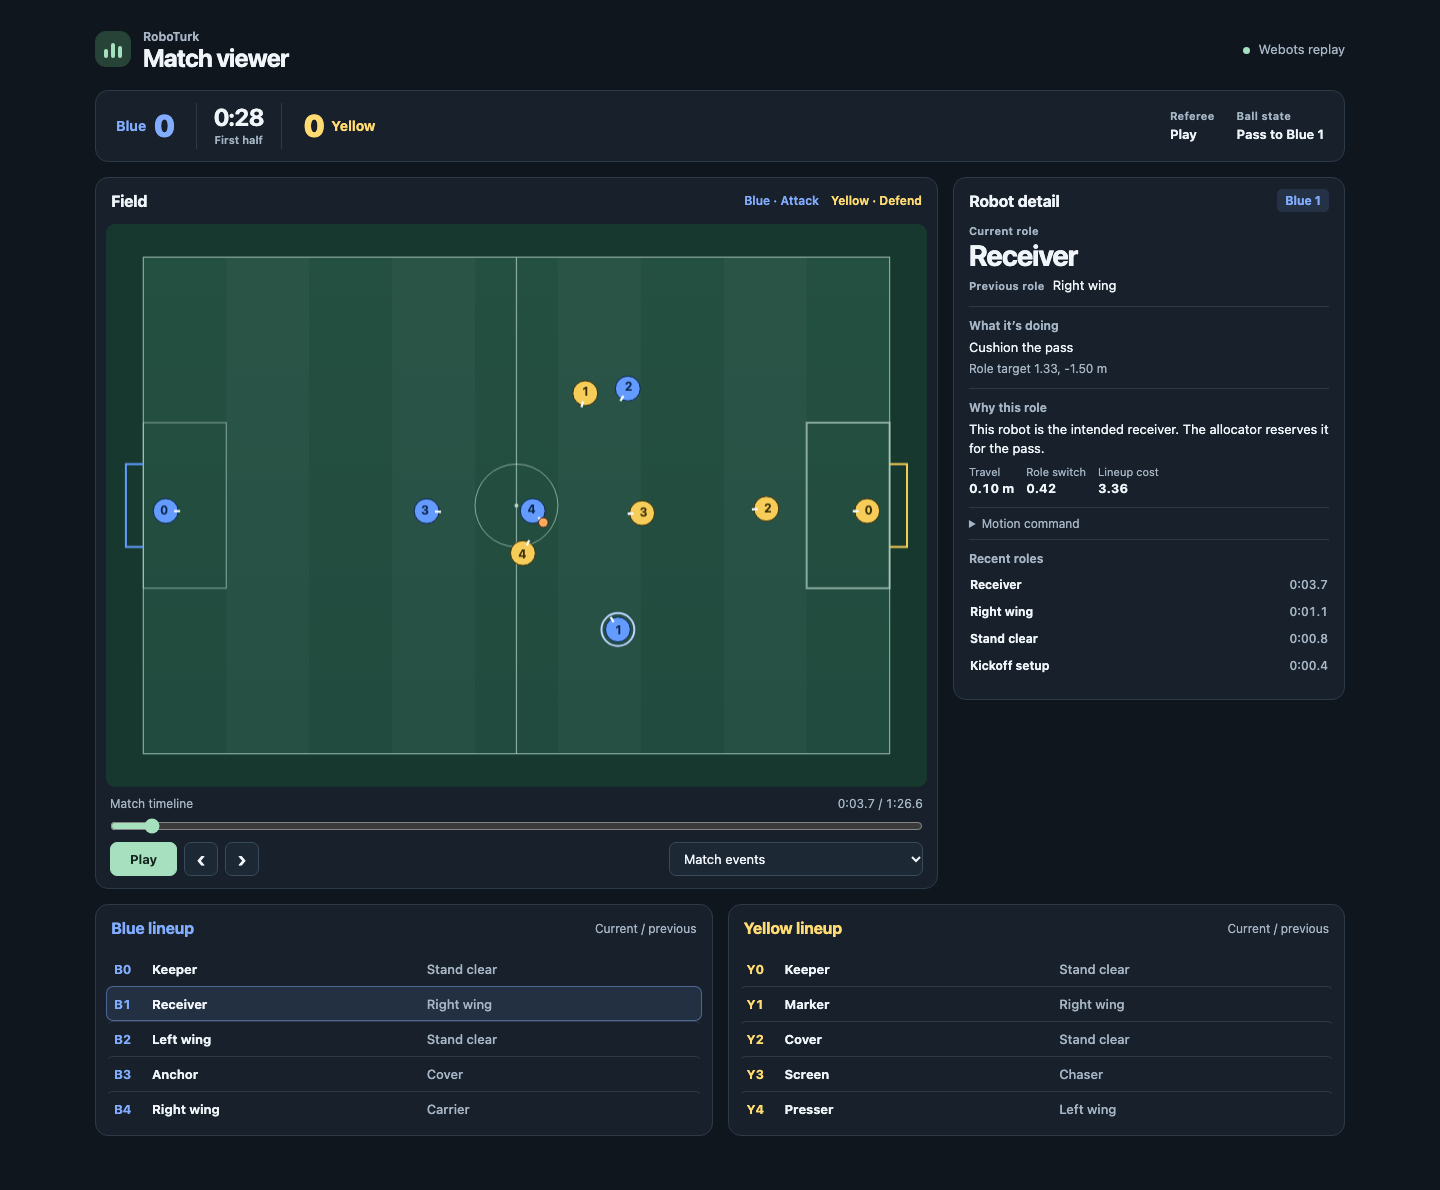 RoboTurk
Match viewer
Webots replay
Blue 0
0:28
First half
0 Yellow
Referee
Play
Ball state
Pass to Blue 1
Field
Blue · Attack Yellow · Defend
1
2
0
3
4
3
2
0
4
1
Match timeline
0:03.7 / 1:26.6
Play
‹
›
Match events
Robot detail
Blue 1
Current role
Receiver
Previous role Right wing
What it’s doing
Cushion the pass
Role target 1.33, -1.50 m
Why this role
This robot is the intended receiver. The allocator reserves it
for the pass.
Travel Role switch Lineup cost
0.10 m 0.42 3.36
Motion command
Recent roles
Receiver 0:03.7
Right wing 0:01.1
Stand clear 0:00.8
Kickoff setup 0:00.4
Blue lineup Current / previous
B0 Keeper Stand clear
B1 Receiver Right wing
B2 Left wing Stand clear
B3 Anchor Cover
B4 Right wing Carrier
Yellow lineup Current / previous
Y0 Keeper Stand clear
Y1 Marker Right wing
Y2 Cover Stand clear
Y3 Screen Chaser
Y4 Presser Left wing